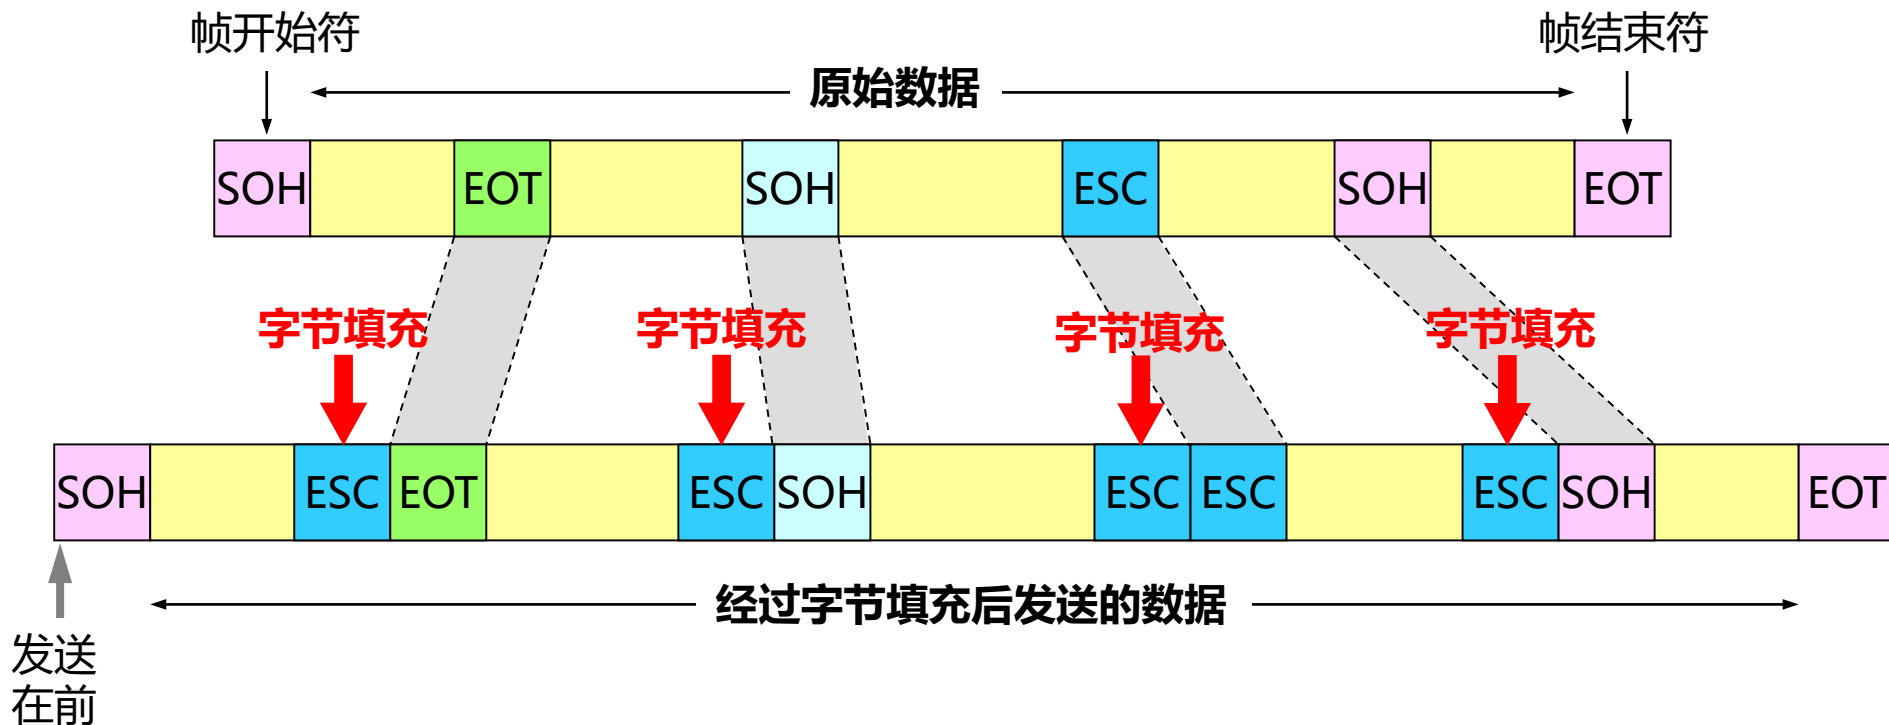 帧开始符
帧结束符
原始数据
SOH EOT SOH ESC SOH EOT
字节填充 字节填充 字节填充 字节填充
SOH ESC EOT ESC SOH ESC ESC ESC SOH EOT
经过字节填充后发送的数据
发送
在前